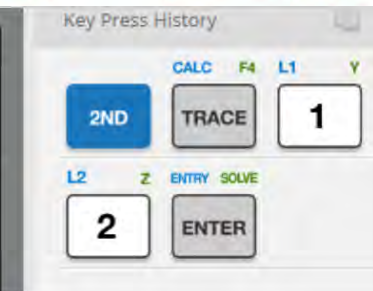 Key Press History
CALC F4 L1 Y
2ND TRACE 1
L2 Z ENTRY SOLVE
2 ENTER